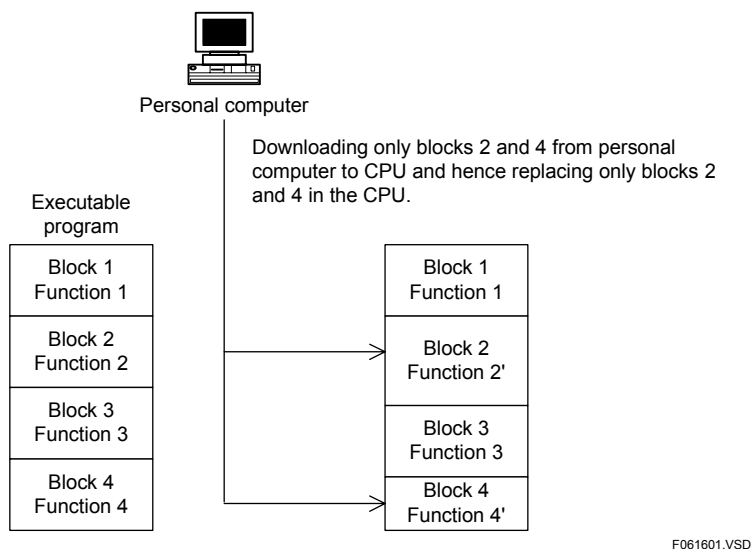 Personal computer
Downloading only blocks 2 and 4 from personal
computer to CPU and hence replacing only blocks 2
and 4 in the CPU.
Executable
program
Block 1
Function 1
Block 2
Function 2
Block 3
Function 3
Block 4
Function 4
Block 1
Function 1
Block 2
Function 2'
Block 3
Function 3
Block 4
Function 4'
F061601.VSD